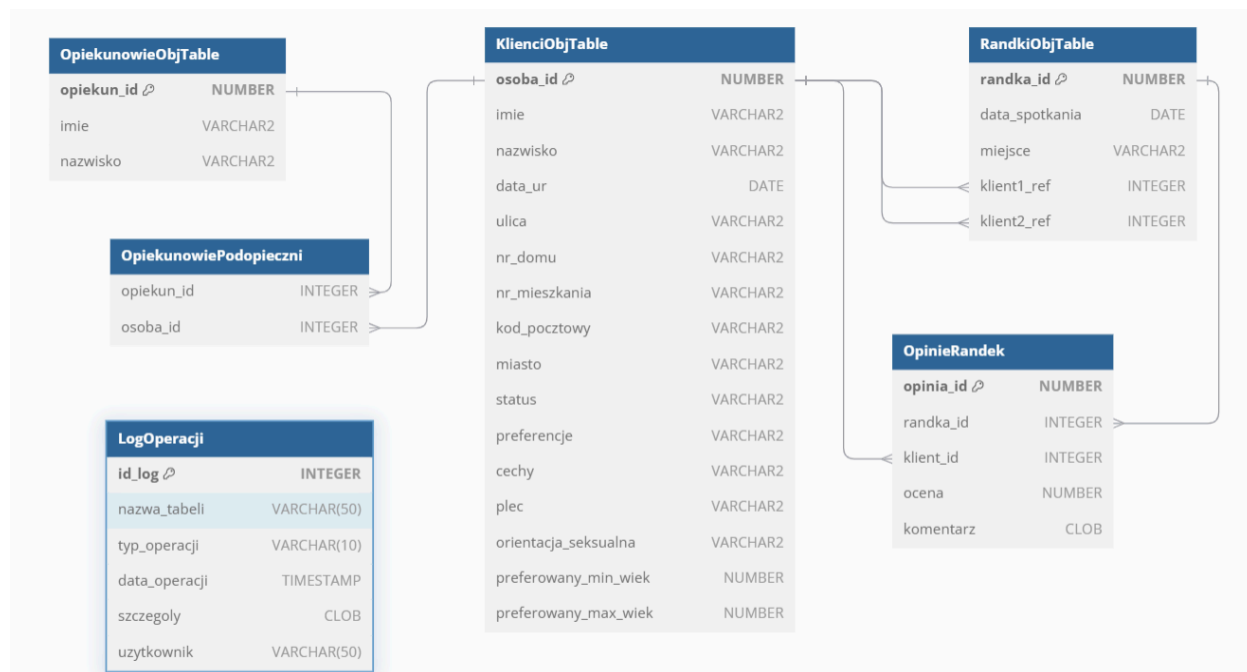 OpiekunowieObjTable
opiekun_id NUMBER
imie VARCHAR2
nazwisko VARCHAR2
OpiekunowiePodopieczni
opiekun_id INTEGER
osoba_id INTEGER
LogOperacji
id_log INTEGER
nazwa_tabeli VARCHAR(50)
typ_operacji VARCHAR(10)
data_operacji TIMESTAMP
szczegoly CLOB
uzytkownik VARCHAR(50)
KlienciObjTable
osoba_id NUMBER
imie VARCHAR2
nazwisko VARCHAR2
data_ur DATE
ulica VARCHAR2
nr_domu VARCHAR2
nr_mieszkania VARCHAR2
kod_pocztowy VARCHAR2
miasto VARCHAR2
status VARCHAR2
preferencje VARCHAR2
cechy VARCHAR2
plec VARCHAR2
orientacja_seksualna VARCHAR2
preferowany_min_wiek NUMBER
preferowany_max_wiek NUMBER
RandkiObjTable
randka_id NUMBER
data_spotkania DATE
miejsce VARCHAR2
klient1_ref INTEGER
klient2_ref INTEGER
OpinieRandek
opinia_id NUMBER
randka_id INTEGER
klient_id INTEGER
ocena NUMBER
komentarz CLOB